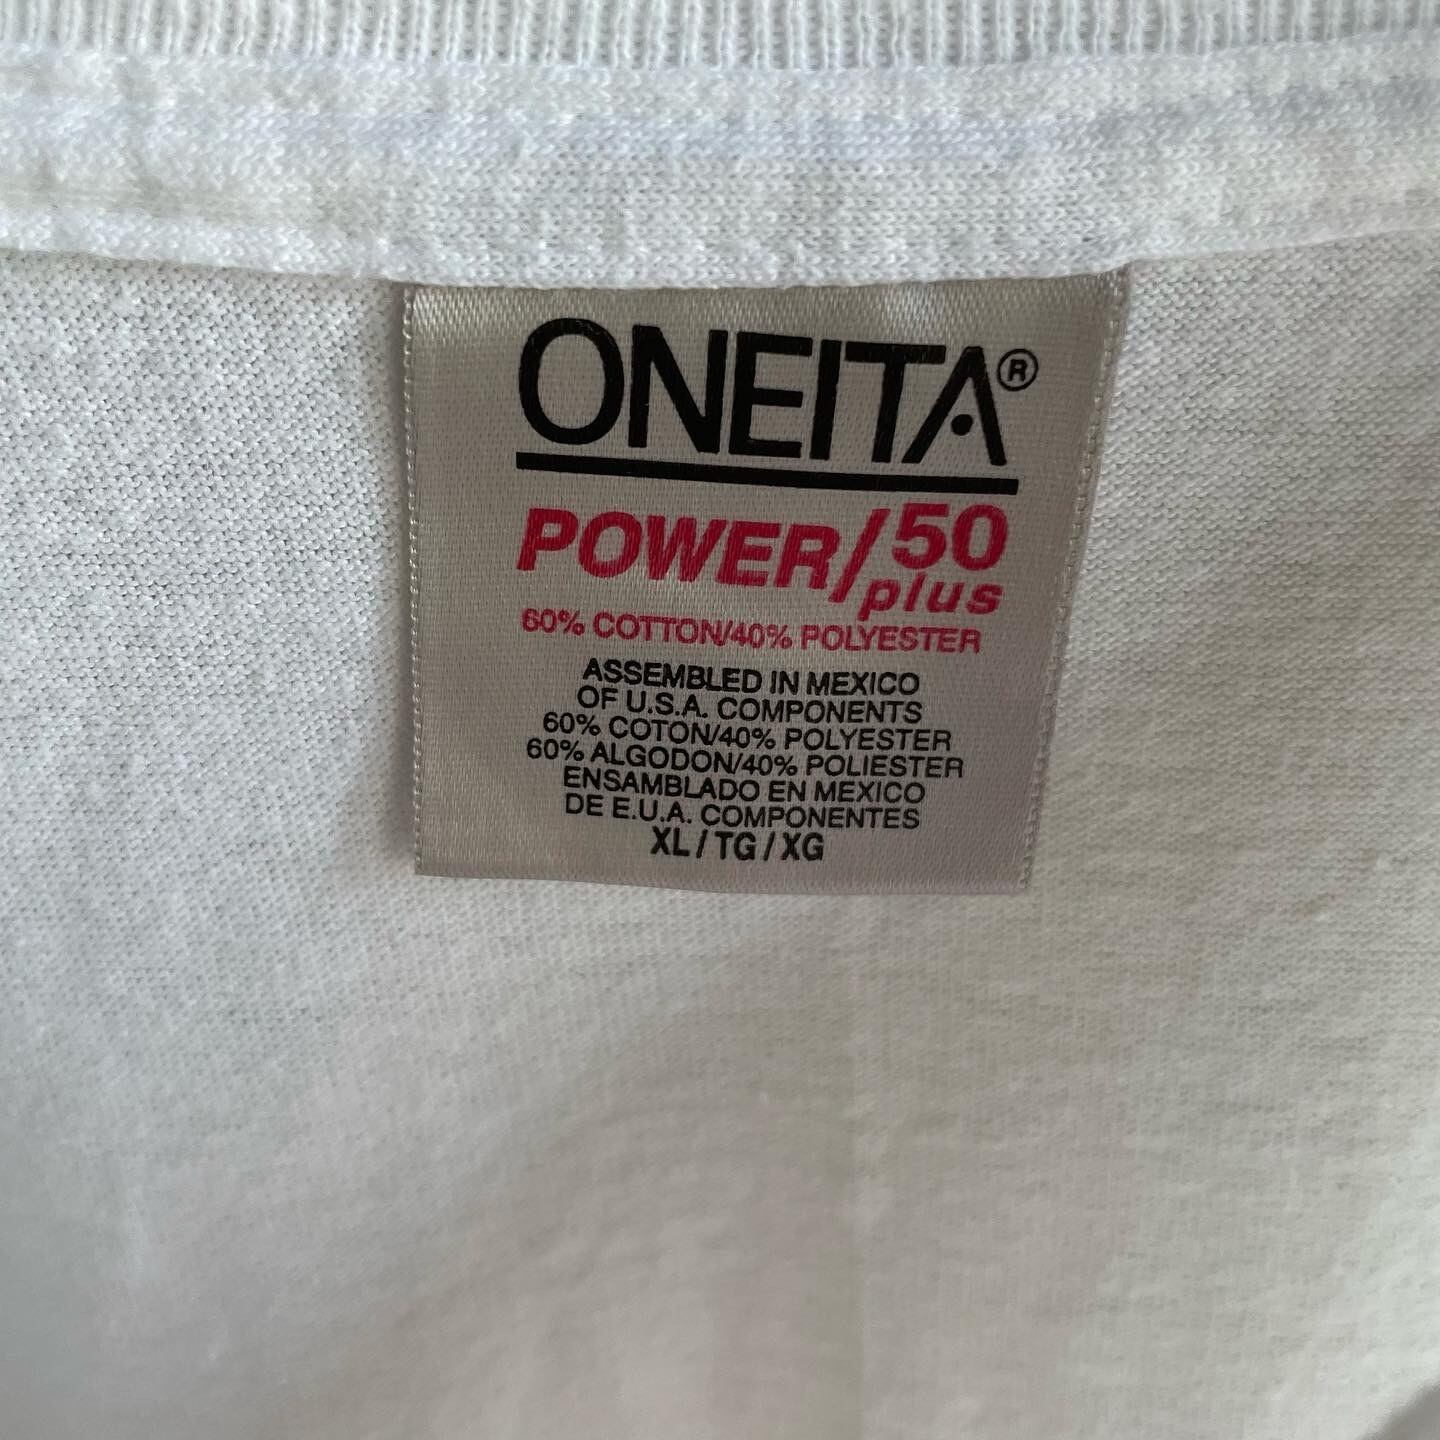 ONEITA®
POWER/50 plus
60% COTTON/40% POLYESTER
ASSEMBLED IN MEXICO
OF U.S.A. COMPONENTS
60% COTON/40% POLYESTER
60% ALGODON/40% POLIESTER
ENSAMBLADO EN MEXICO
DE E.U.A. COMPONENTES
XL/TG/XG